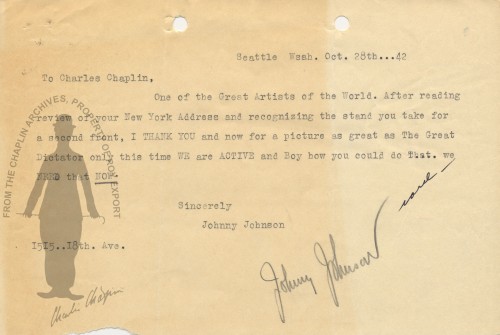 Seattle Wash. Oct. 28th...42
To Charles Chaplin,
One of the Great Artists of the World. After reading
review of your New York Address and recognizing the stand you take for
a second front, I THANK YOU and now for a picture as great as The Great
Dictator only this time WE are ACTIVE and Boy how you could do That. we
NEED that NOW
Sincerely
Johnny Johnson
1515..18th. Ave.
Johnny Johnson
FROM THE CHAPLIN ARCHIVES, PROPERTY OF ROY EXPORT
Charlie Chaplin